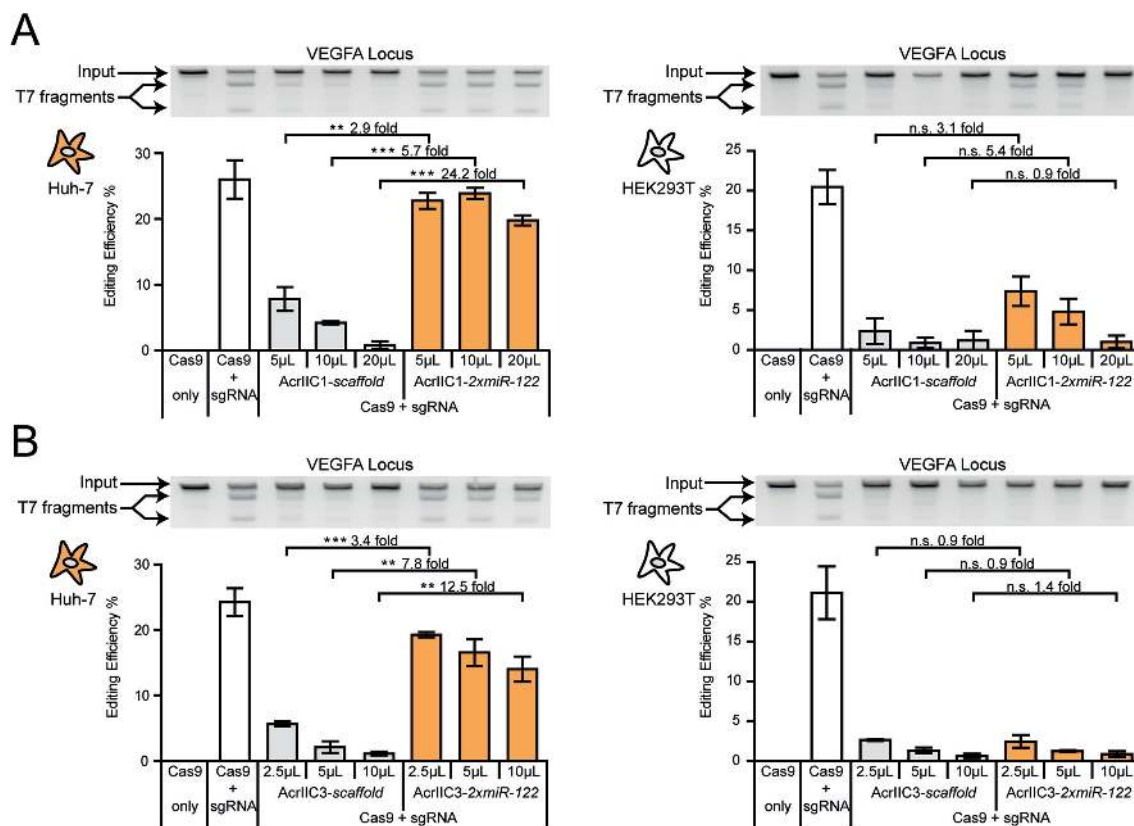 A
VEGFA Locus
Input
T7 fragments
** 2.9 fold
*** 5.7 fold
*** 24.2 fold
Huh-7
Editing Efficiency %
30
20
10
0
Cas9 only
Cas9 + sgRNA
5µL 10µL 20µL 5µL 10µL 20µL
AcrIIC1-scaffold AcrIIC1-2xmiR-122
Cas9 + sgRNA
VEGFA Locus
Input
T7 fragments
n.s. 3.1 fold
n.s. 5.4 fold
n.s. 0.9 fold
HEK293T
Editing Efficiency %
25
20
15
10
5
0
Cas9 only
Cas9 + sgRNA
5µL 10µL 20µL 5µL 10µL 20µL
AcrIIC1-scaffold AcrIIC1-2xmiR-122
Cas9 + sgRNA
B
VEGFA Locus
Input
T7 fragments
*** 3.4 fold
** 7.8 fold
** 12.5 fold
Huh-7
Editing Efficiency %
30
20
10
0
Cas9 only
Cas9 + sgRNA
2.5µL 5µL 10µL 2.5µL 5µL 10µL
AcrIIC3-scaffold AcrIIC3-2xmiR-122
Cas9 + sgRNA
VEGFA Locus
Input
T7 fragments
n.s. 0.9 fold
n.s. 0.9 fold
n.s. 1.4 fold
HEK293T
Editing Efficiency %
25
20
15
10
5
0
Cas9 only
Cas9 + sgRNA
2.5µL 5µL 10µL 2.5µL 5µL 10µL
AcrIIC3-scaffold AcrIIC3-2xmiR-122
Cas9 + sgRNA